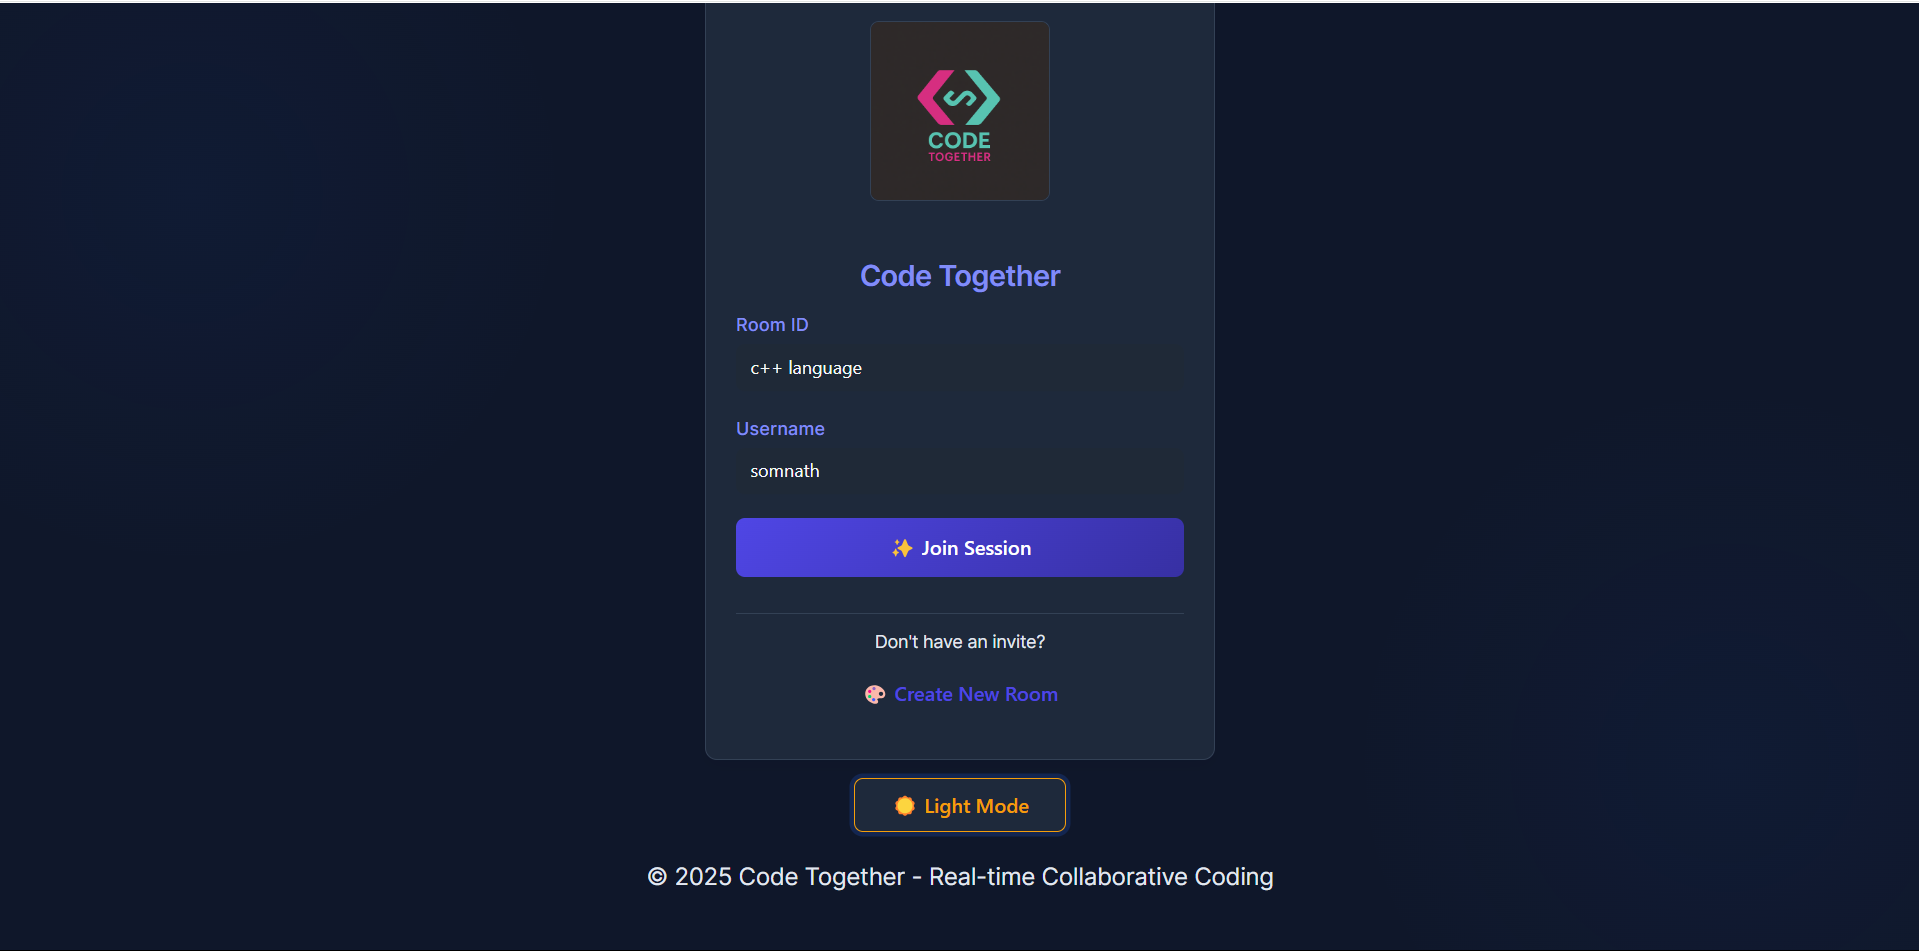 CODE
TOGETHER
Code Together
Room ID
c++ language
Username
somnath
✨ Join Session
Don't have an invite?
🎨 Create New Room
🌞 Light Mode
© 2025 Code Together - Real-time Collaborative Coding